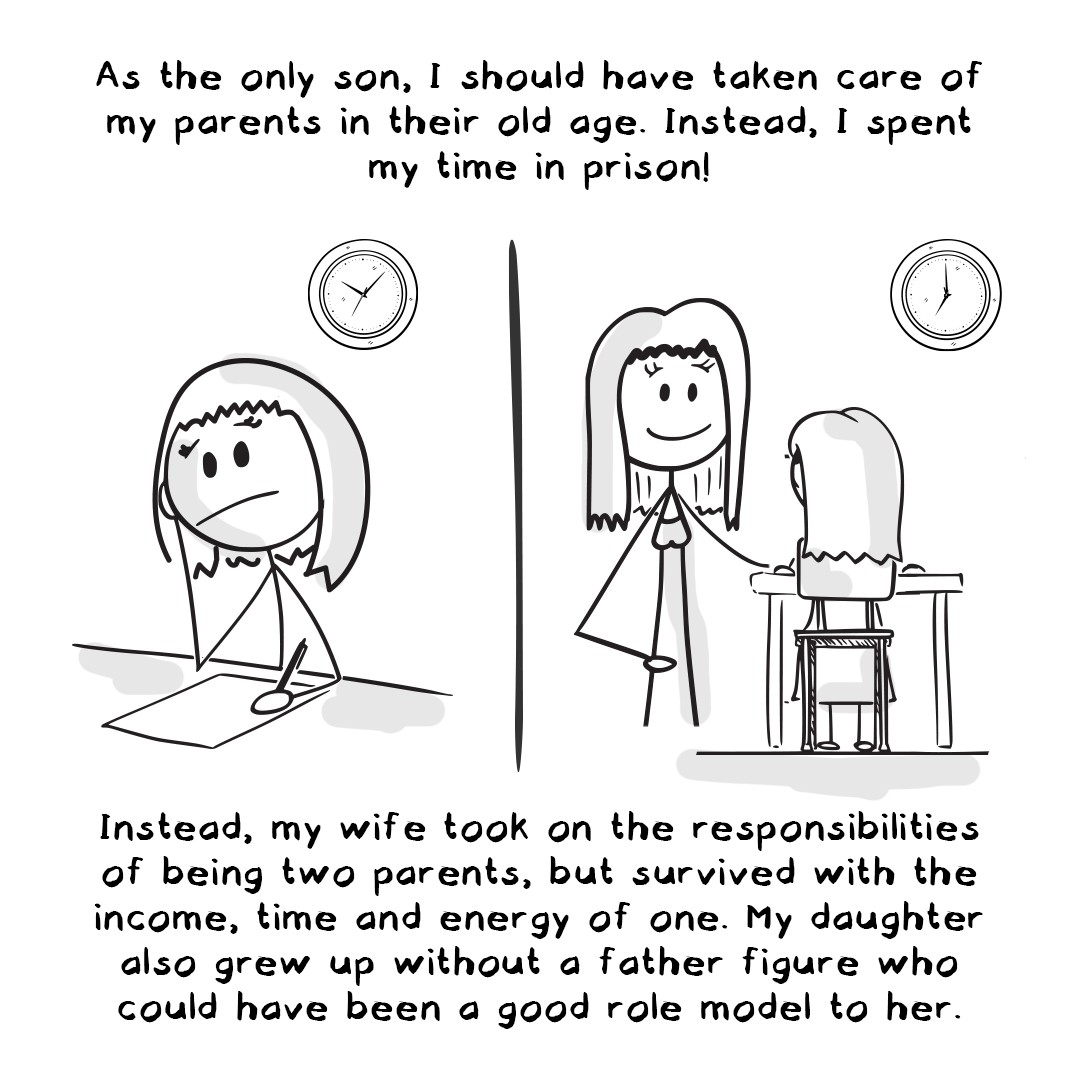 As the only son, I should have taken care of
my parents in their old age. Instead, I spent
my time in prison!
Instead, my wife took on the responsibilities
of being two parents, but survived with the
income, time and energy of one. My daughter
also grew up without a father figure who
could have been a good role model to her.